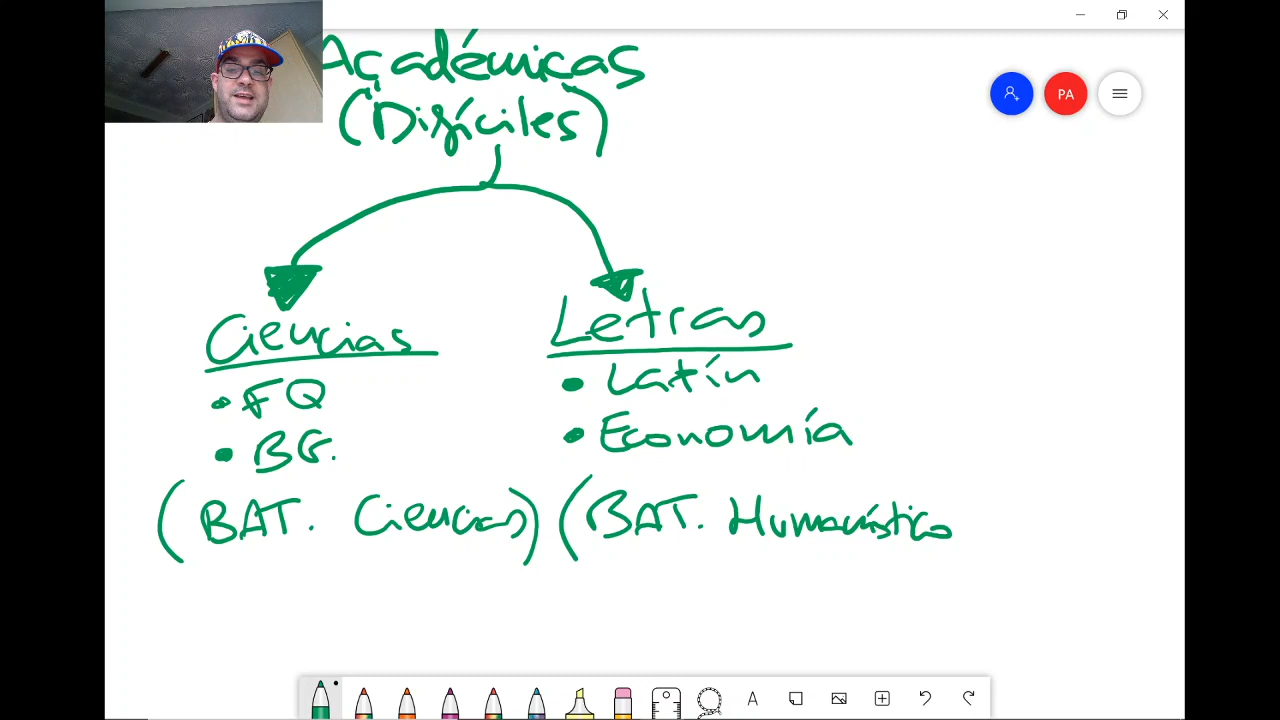 Académicas
(Difíciles)
PA
Ciencias
Letras
• FQ
• Latín
• BG.
• Economía
(BAT. Ciencias)
(BAT. Humanístico
A